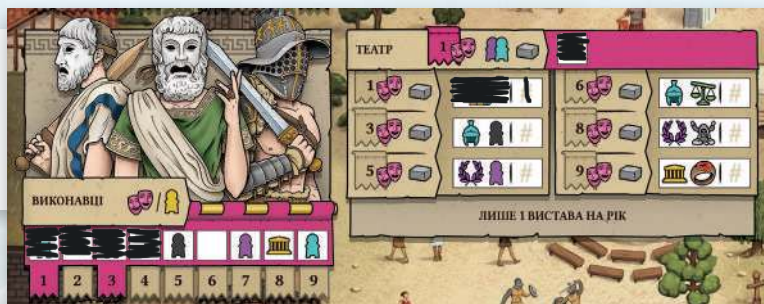 ТЕАТР 1
1 6
3 # 8 #
5 # 9 #
ВИКОНАВЦІ /
ЛИШЕ 1 ВИСТАВА НА РІК
1 2 3 4 5 6 7 8 9